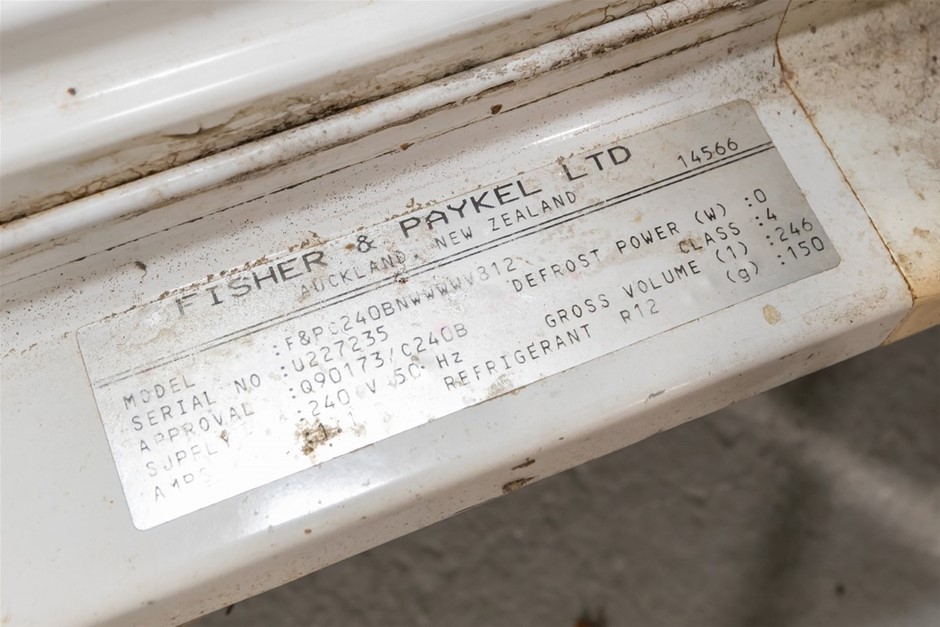 FISHER & PAYKEL LTD
AUCKLAND, NEW ZEALAND 14566
MODEL DEFROST POWER (W) :0
SERIAL NO :U227235 CLASS :4
APPROVAL :Q90173/C240B GROSS VOLUME (l) :246
SUPPLY :240 V 50 Hz REFRIGERANT R12 (g) :150
AMPS